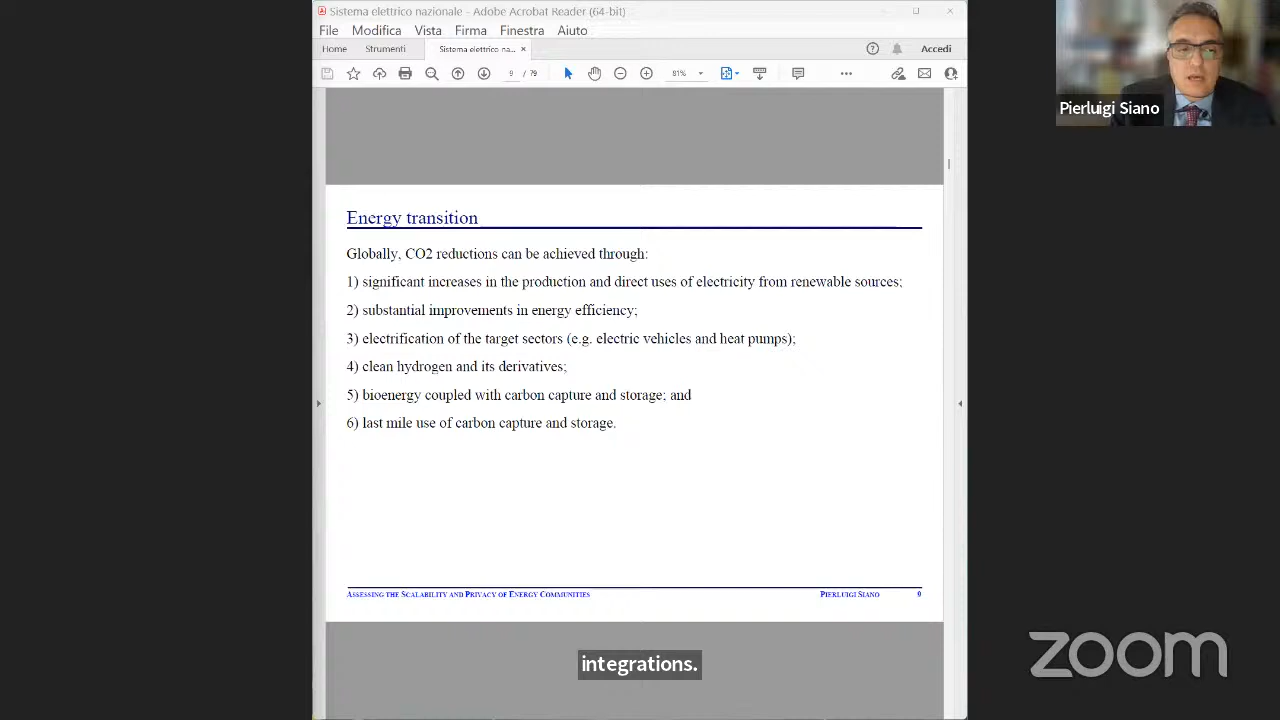 Sistema elettrico nazionale - Adobe Acrobat Reader (64-bit)
File Modifica Vista Firma Finestra Aiuto
Home Strumenti Sistema elettrico na... × Accedi
9 / 79 81%
Pierluigi Siano
Energy transition
Globally, CO2 reductions can be achieved through:
1) significant increases in the production and direct uses of electricity from renewable sources;
2) substantial improvements in energy efficiency;
3) electrification of the target sectors (e.g. electric vehicles and heat pumps);
4) clean hydrogen and its derivatives;
5) bioenergy coupled with carbon capture and storage; and
6) last mile use of carbon capture and storage.
ASSESSING THE SCALABILITY AND PRIVACY OF ENERGY COMMUNITIES PIERLUIGI SIANO 9
integrations.
zoom